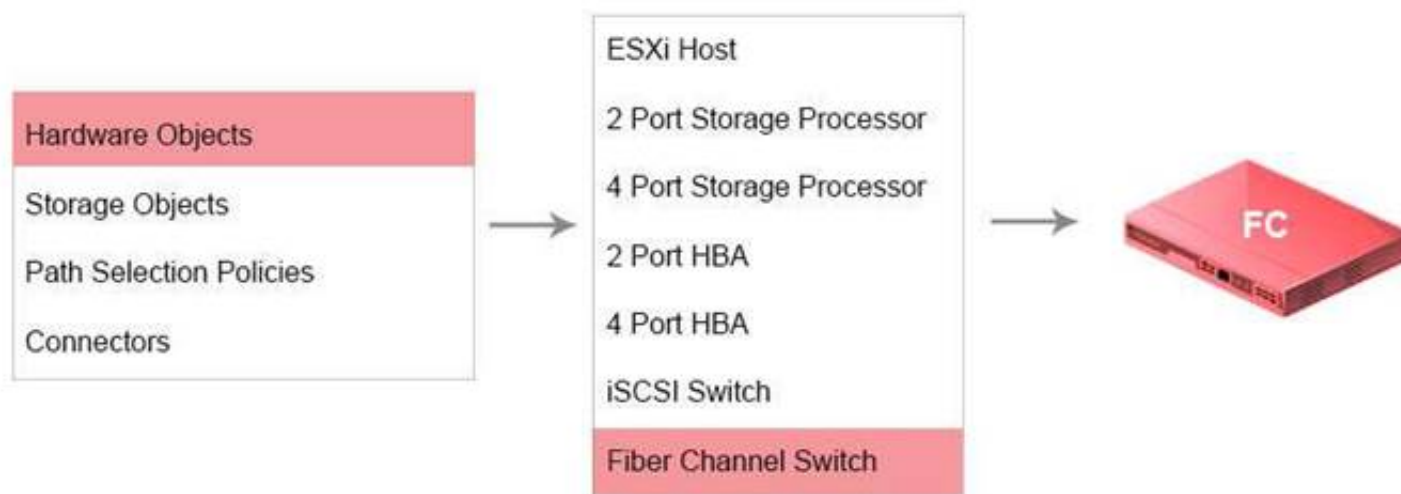 Hardware Objects
Storage Objects
Path Selection Policies
Connectors
ESXi Host
2 Port Storage Processor
4 Port Storage Processor
2 Port HBA
4 Port HBA
iSCSI Switch
Fiber Channel Switch
FC